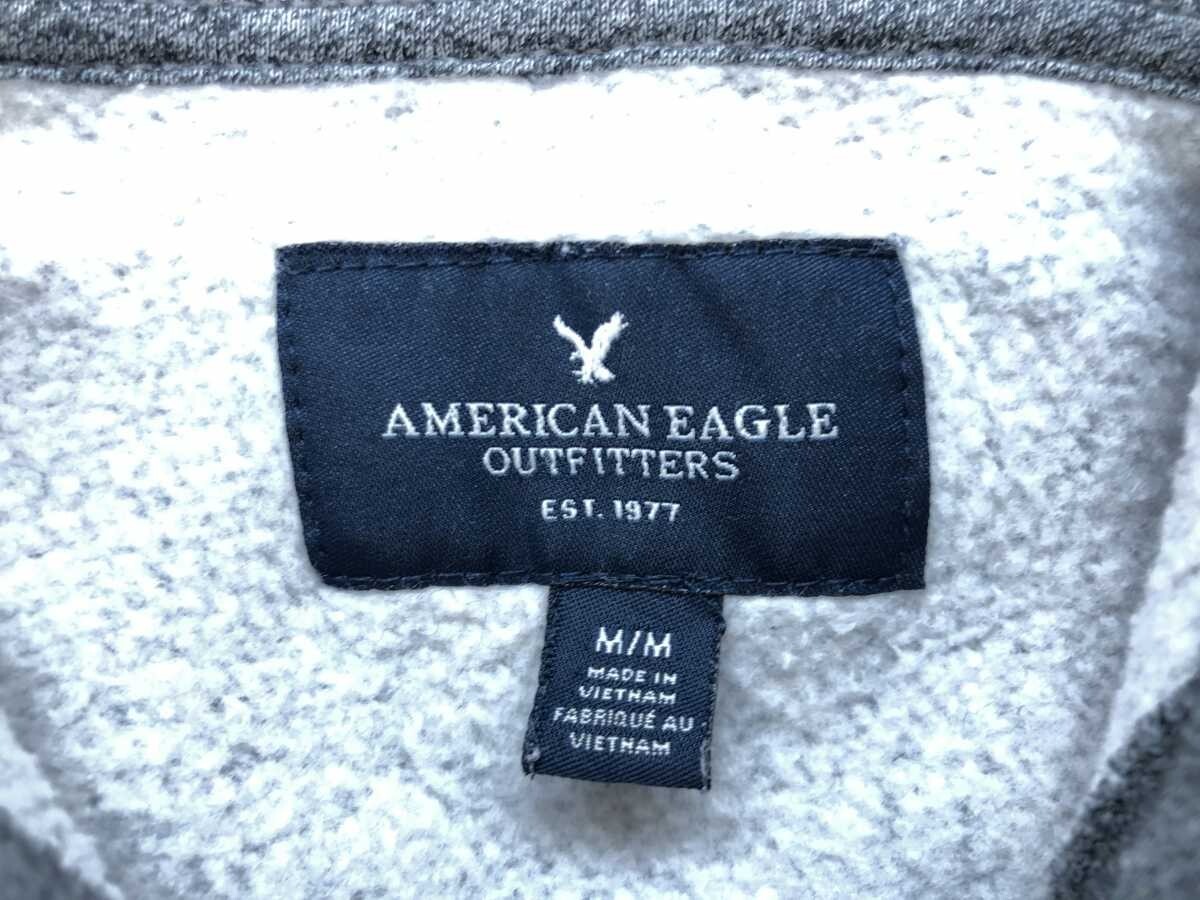 AMERICAN EAGLE
OUTFITTERS
EST. 1977
M/M
MADE IN
VIETNAM
FABRIQUÉ AU
VIETNAM